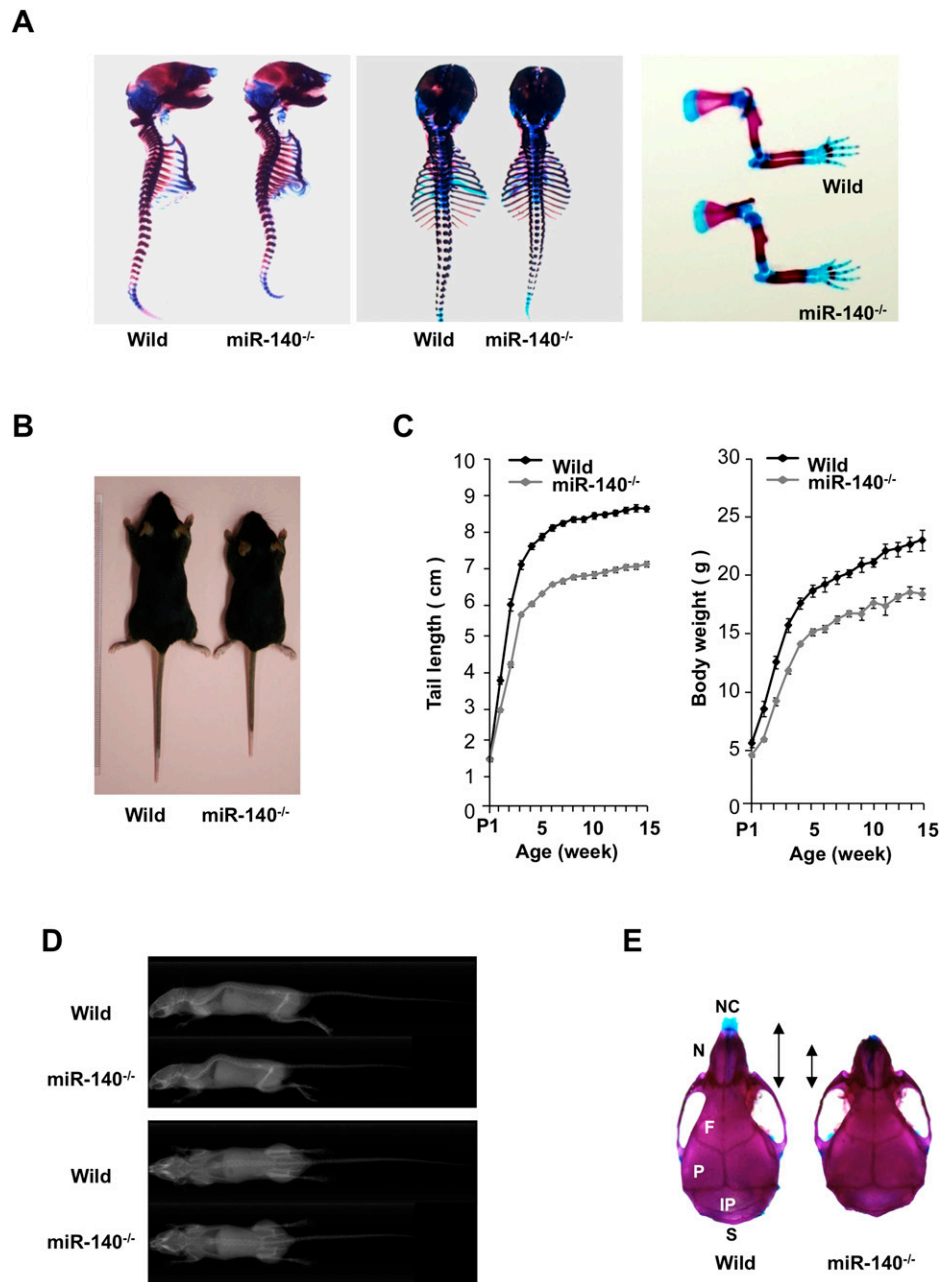 A
Wild
miR-140-/-
Wild
miR-140-/-
Wild
miR-140-/-
B
Wild
miR-140-/-
C
10
9
8
7
6
5
4
3
2
1
0
Tail length ( cm )
Wild
miR-140-/-
P1
5
10
15
Age (week)
30
25
20
15
10
5
0
Body weight ( g )
Wild
miR-140-/-
P1
5
10
15
Age (week)
D
Wild
miR-140-/-
Wild
miR-140-/-
E
NC
N
F
P
IP
S
Wild
miR-140-/-